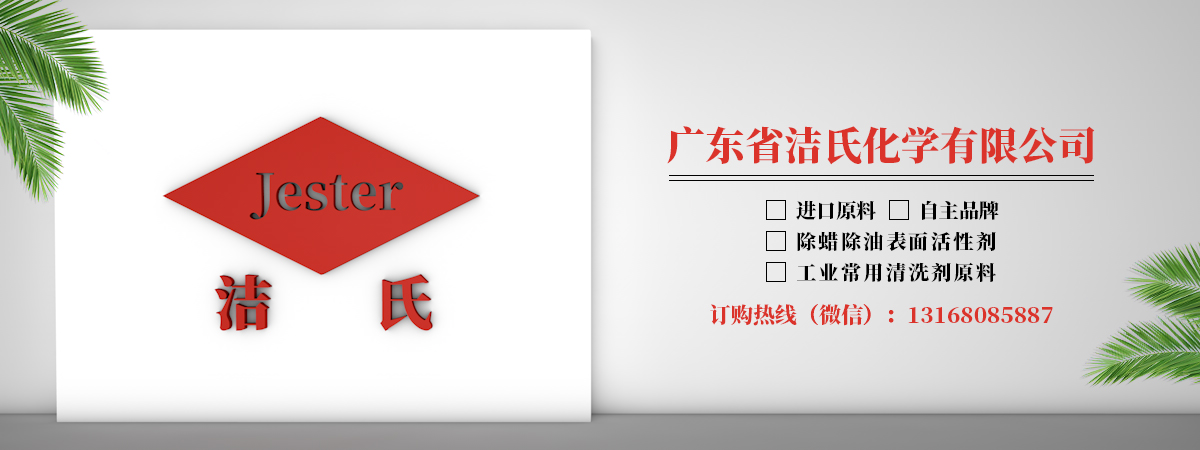 Jester
洁 氏
广东省洁氏化学有限公司
□ 进口原料 □ 自主品牌
□ 除蜡除油表面活性剂
□ 工业常用清洗剂原料
订购热线（微信）：13168085887